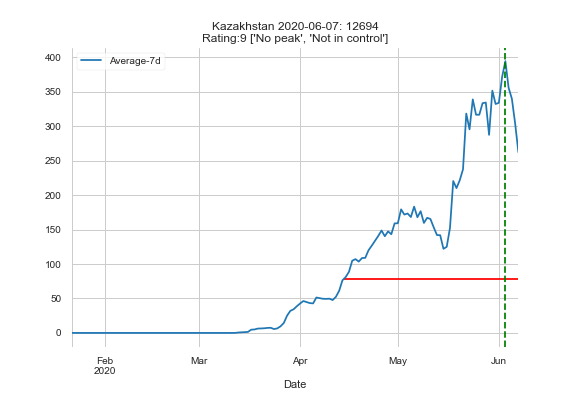 Kazakhstan 2020-06-07: 12694
Rating:9 ['No peak', 'Not in control']
Average-7d
400
350
300
250
200
150
100
50
0
Feb
2020
Mar
Apr
May
Jun
Date